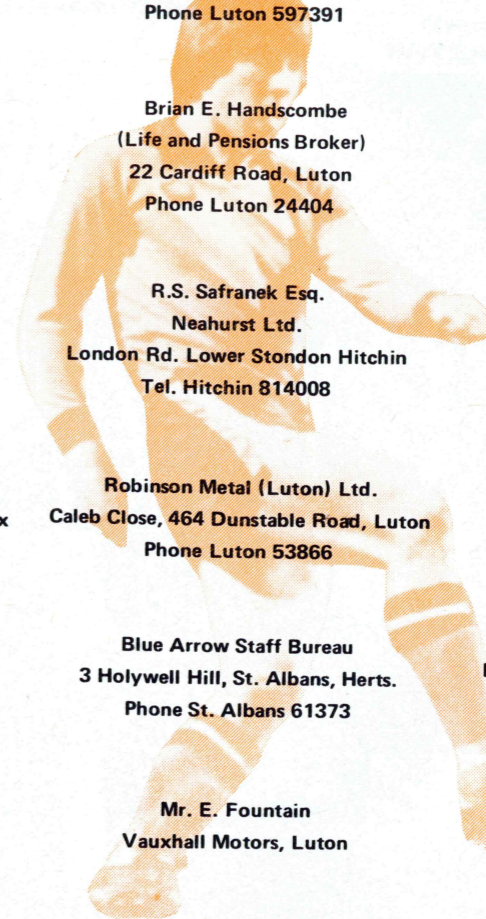 Phone Luton 597391
Brian E. Handscombe
(Life and Pensions Broker)
22 Cardiff Road, Luton
Phone Luton 24404
R.S. Safranek Esq.
Neahurst Ltd.
London Rd. Lower Stondon Hitchin
Tel. Hitchin 814008
Robinson Metal (Luton) Ltd.
Caleb Close, 464 Dunstable Road, Luton
Phone Luton 53866
Blue Arrow Staff Bureau
3 Holywell Hill, St. Albans, Herts.
Phone St. Albans 61373
Mr. E. Fountain
Vauxhall Motors, Luton